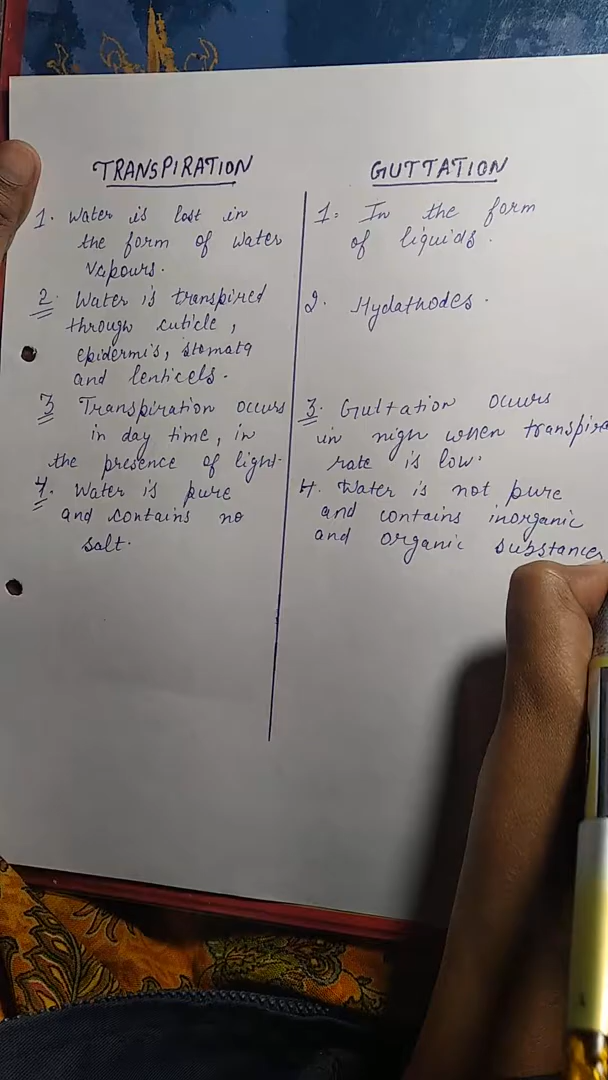 TRANSPIRATION
1. Water is lost in
the form of water
vapours.
2. Water is transpired
through cuticle,
epidermis, stomata
and lenticels.
3 Transpiration occurs
in day time, in
the presence of light.
4. Water is pure
and contains no
salt.
GUTTATION
1. In the form
of liquids.
2. Hydathodes.
3. Guttation occurs
in nigh when transpira
rate is low.
4. Water is not pure
and contains inorganic
and organic substances